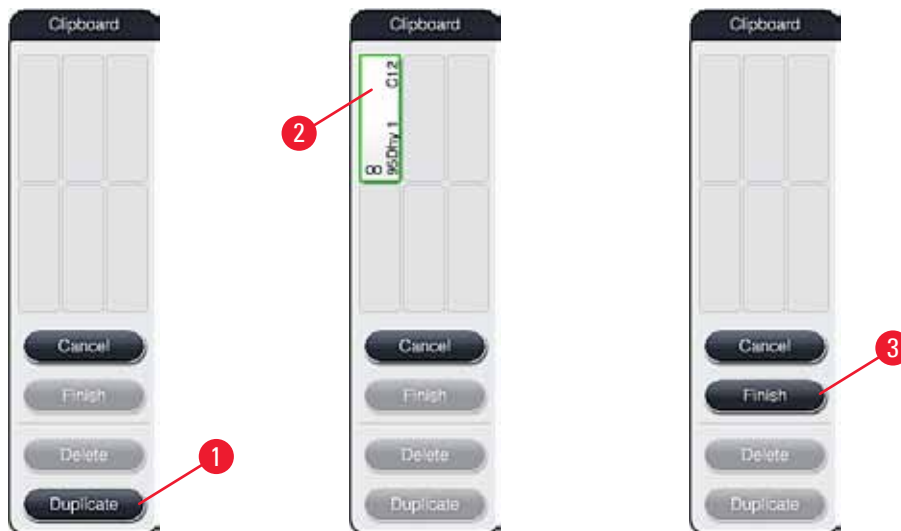 Clipboard
Cancel
Finish
Delete
Duplicate
1
Clipboard
C12
95Dhy 1
8
2
Cancel
Finish
Delete
Duplicate
Clipboard
Cancel
Finish
3
Delete
Duplicate